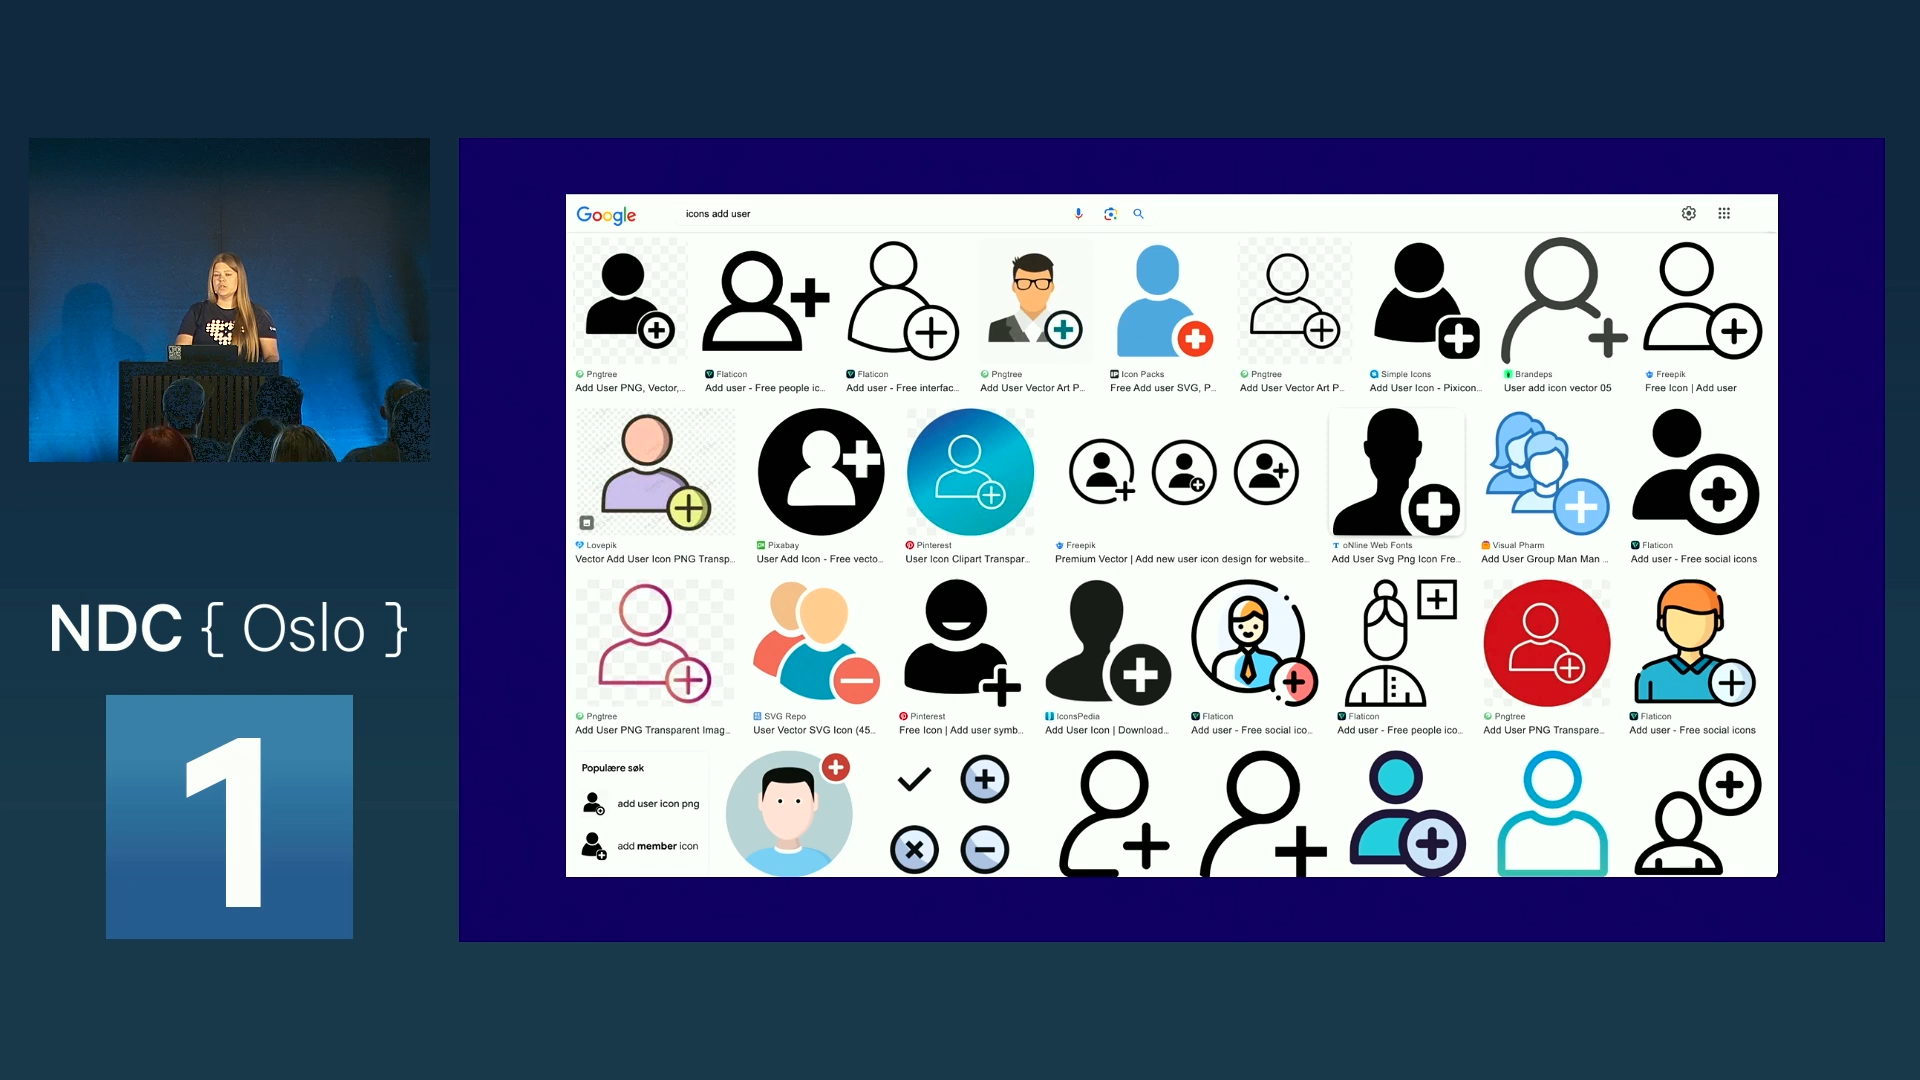 Google
icons add user
Pngtree
Add User PNG, Vector,...
Flaticon
Add user - Free people ic...
Flaticon
Add user - Free interfac...
Pngtree
Add User Vector Art P...
Icon Packs
Free Add user SVG, P...
Pngtree
Add User Vector Art P...
Simple Icons
Add User Icon - Pixicon...
Brandeps
User add icon vector 05
Freepik
Free Icon | Add user
Lovepik
Vector Add User Icon PNG Transp...
Pixabay
User Add Icon - Free vecto...
Pinterest
User Icon Clipart Transpar...
Freepik
Premium Vector | Add new user icon design for website...
oNline Web Fonts
Add User Svg Png Icon Fre...
Visual Pharm
Add User Group Man Man ...
Flaticon
Add user - Free social icons
Pngtree
Add User PNG Transparent Imag...
SVG Repo
User Vector SVG Icon (45...
Pinterest
Free Icon | Add user symb...
IconsPedia
Add User Icon | Download...
Flaticon
Add user - Free social ico...
Flaticon
Add user - Free people ico...
Pngtree
Add User PNG Transpare...
Flaticon
Add user - Free social icons
Populære søk
add user icon png
add member icon
NDC { Oslo }
1